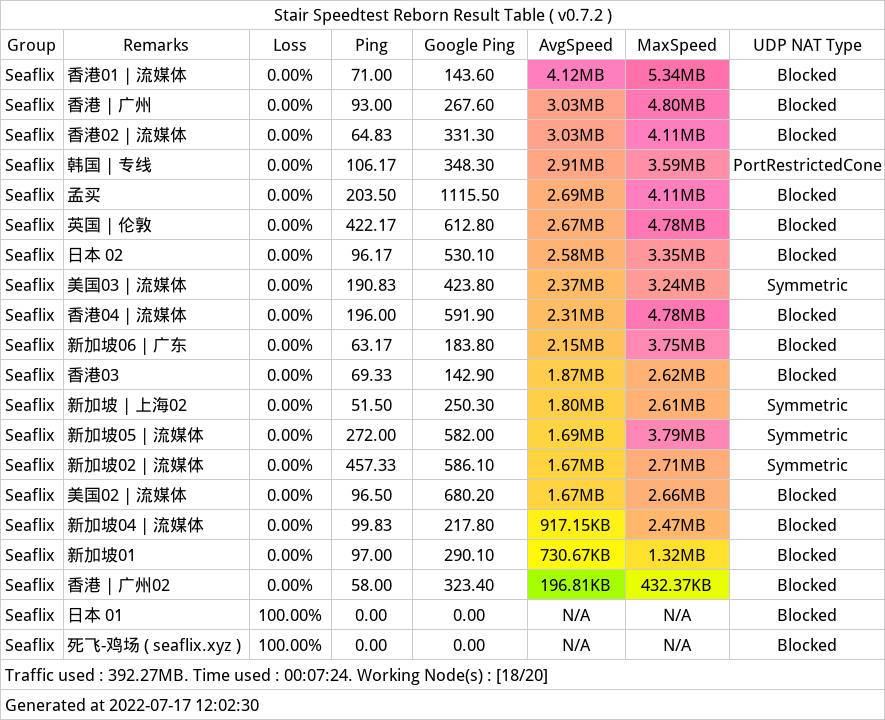 Stair Speedtest Reborn Result Table ( v0.7.2 )
Group Remarks Loss Ping Google Ping AvgSpeed MaxSpeed UDP NAT Type
Seaflix 香港01 | 流媒体 0.00% 71.00 143.60 4.12MB 5.34MB Blocked
Seaflix 香港 | 广州 0.00% 93.00 267.60 3.03MB 4.80MB Blocked
Seaflix 香港02 | 流媒体 0.00% 64.83 331.30 3.03MB 4.11MB Blocked
Seaflix 韩国 | 专线 0.00% 106.17 348.30 2.91MB 3.59MB PortRestrictedCone
Seaflix 孟买 0.00% 203.50 1115.50 2.69MB 4.11MB Blocked
Seaflix 英国 | 伦敦 0.00% 422.17 612.80 2.67MB 4.78MB Blocked
Seaflix 日本 02 0.00% 96.17 530.10 2.58MB 3.35MB Blocked
Seaflix 美国03 | 流媒体 0.00% 190.83 423.80 2.37MB 3.24MB Symmetric
Seaflix 香港04 | 流媒体 0.00% 196.00 591.90 2.31MB 4.78MB Blocked
Seaflix 新加坡06 | 广东 0.00% 63.17 183.80 2.15MB 3.75MB Blocked
Seaflix 香港03 0.00% 69.33 142.90 1.87MB 2.62MB Blocked
Seaflix 新加坡 | 上海02 0.00% 51.50 250.30 1.80MB 2.61MB Symmetric
Seaflix 新加坡05 | 流媒体 0.00% 272.00 582.00 1.69MB 3.79MB Symmetric
Seaflix 新加坡02 | 流媒体 0.00% 457.33 586.10 1.67MB 2.71MB Symmetric
Seaflix 美国02 | 流媒体 0.00% 96.50 680.20 1.67MB 2.66MB Blocked
Seaflix 新加坡04 | 流媒体 0.00% 99.83 217.80 917.15KB 2.47MB Blocked
Seaflix 新加坡01 0.00% 97.00 290.10 730.67KB 1.32MB Blocked
Seaflix 香港 | 广州02 0.00% 58.00 323.40 196.81KB 432.37KB Blocked
Seaflix 日本 01 100.00% 0.00 0.00 N/A N/A Blocked
Seaflix 死飞-鸡场 ( seaflix.xyz ) 100.00% 0.00 0.00 N/A N/A Blocked
Traffic used : 392.27MB. Time used : 00:07:24. Working Node(s) : [18/20]
Generated at 2022-07-17 12:02:30